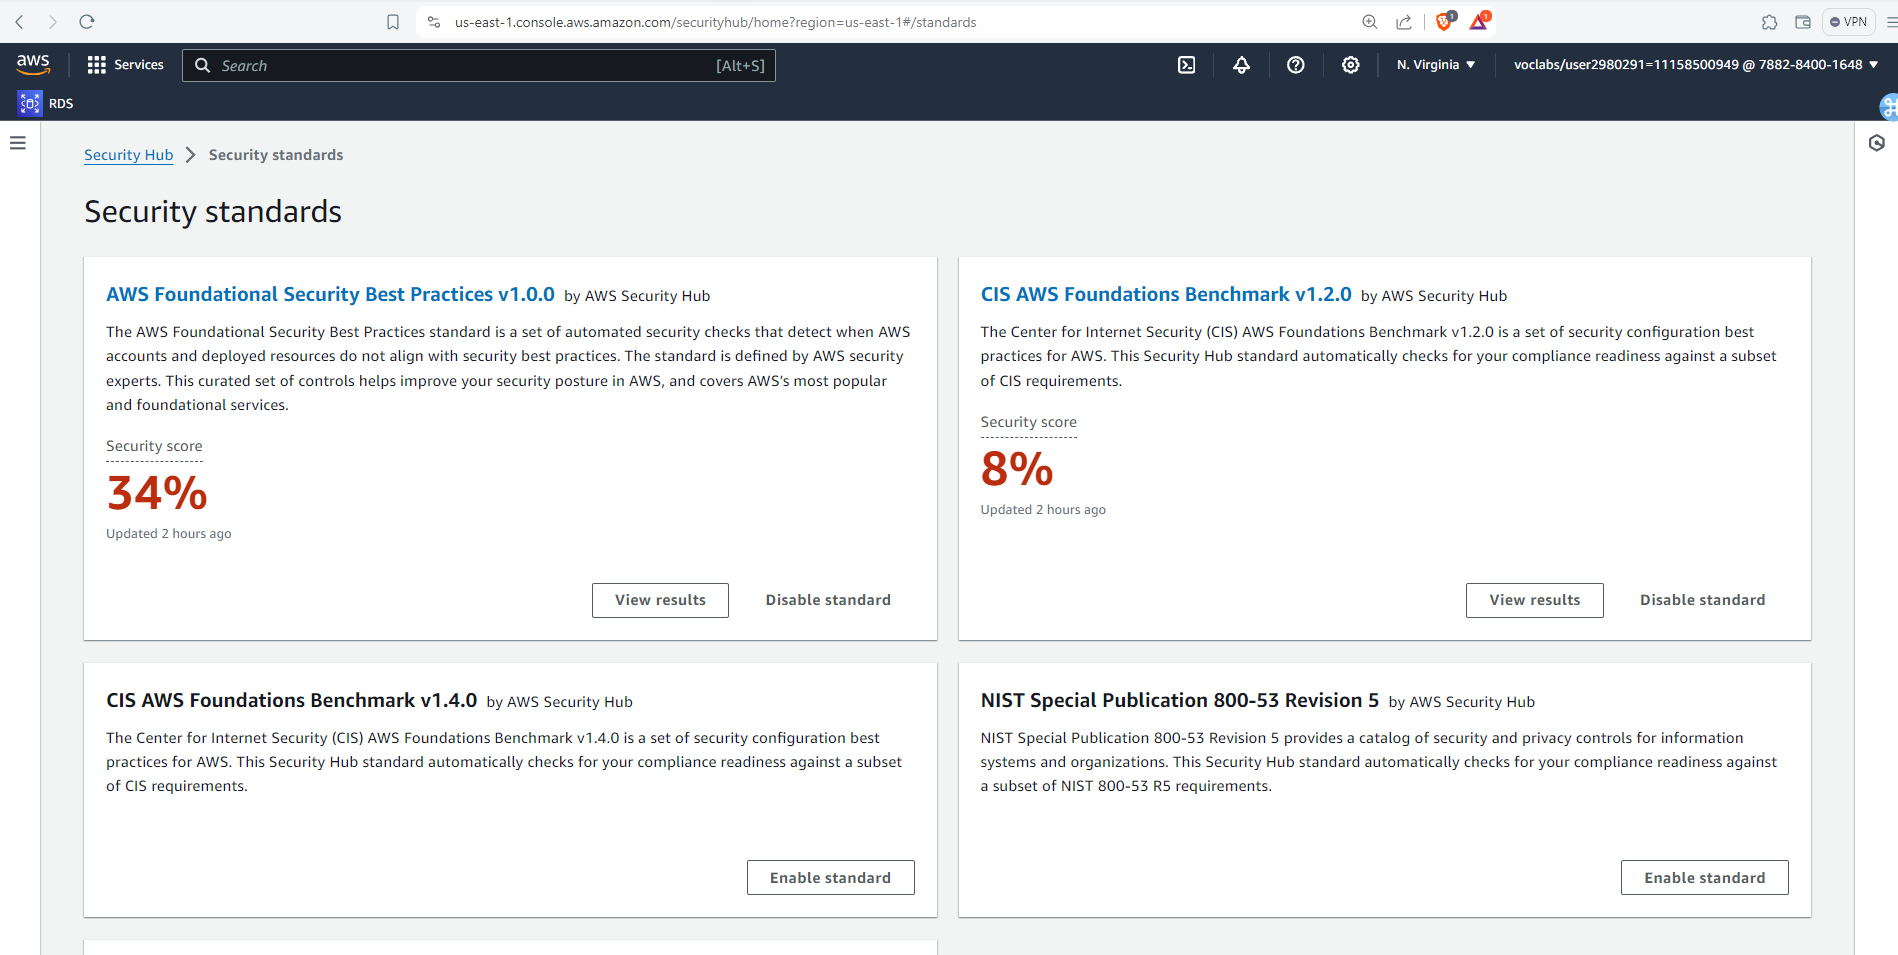 us-east-1.console.aws.amazon.com/securityhub/home?region=us-east-1#/standards
1
1
VPN
aws
Services
Search
[Alt+S]
N. Virginia
voclabs/user2980291=11158500949 @ 7882-8400-1648
RDS
Security Hub
Security standards
Security standards
AWS Foundational Security Best Practices v1.0.0 by AWS Security Hub
The AWS Foundational Security Best Practices standard is a set of automated security checks that detect when AWS
accounts and deployed resources do not align with security best practices. The standard is defined by AWS security
experts. This curated set of controls helps improve your security posture in AWS, and covers AWS’s most popular
and foundational services.
Security score
34%
Updated 2 hours ago
View results
Disable standard
CIS AWS Foundations Benchmark v1.2.0 by AWS Security Hub
The Center for Internet Security (CIS) AWS Foundations Benchmark v1.2.0 is a set of security configuration best
practices for AWS. This Security Hub standard automatically checks for your compliance readiness against a subset
of CIS requirements.
Security score
8%
Updated 2 hours ago
View results
Disable standard
CIS AWS Foundations Benchmark v1.4.0 by AWS Security Hub
The Center for Internet Security (CIS) AWS Foundations Benchmark v1.4.0 is a set of security configuration best
practices for AWS. This Security Hub standard automatically checks for your compliance readiness against a subset
of CIS requirements.
Enable standard
NIST Special Publication 800-53 Revision 5 by AWS Security Hub
NIST Special Publication 800-53 Revision 5 provides a catalog of security and privacy controls for information
systems and organizations. This Security Hub standard automatically checks for your compliance readiness against
a subset of NIST 800-53 R5 requirements.
Enable standard